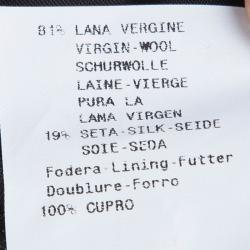 81% LANA VERGINE
VIRGIN-WOOL
SCHURWOLLE
LAINE-VIERGE
PURA LA
LANA VIRGEN
19% SETA-SILK-SEIDE
SOIE-SEDA
Fodera-Lining-Futter
Doublure-Forro
100% CUPRO